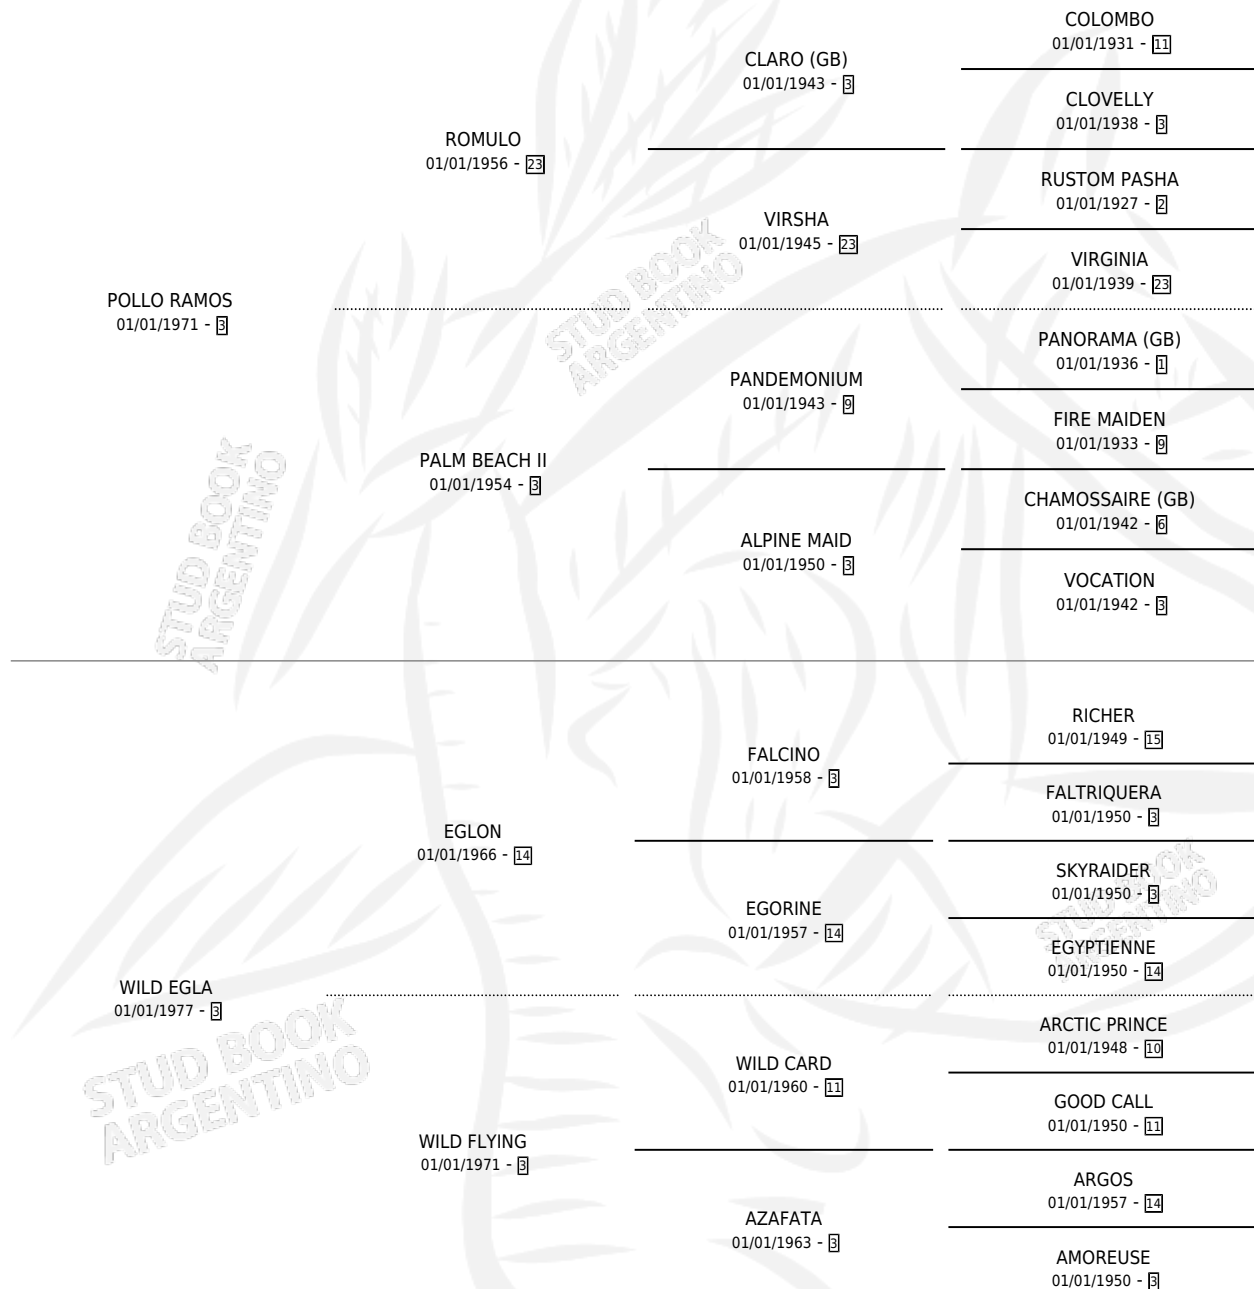 COLOMBO
01/01/1931 - 11
CLARO (GB)
01/01/1943 - 3
CLOVELLY
01/01/1938 - 3
ROMULO
01/01/1956 - 23
RUSTOM PASHA
01/01/1927 - 2
VIRSHA
01/01/1945 - 23
VIRGINIA
01/01/1939 - 23
POLLO RAMOS
01/01/1971 - 3
PANORAMA (GB)
01/01/1936 - 1
PANDEMONIUM
01/01/1943 - 9
FIRE MAIDEN
01/01/1933 - 9
PALM BEACH II
01/01/1954 - 3
CHAMOSSAIRE (GB)
01/01/1942 - 6
ALPINE MAID
01/01/1950 - 3
VOCATION
01/01/1942 - 3
RICHER
01/01/1949 - 15
FALCINO
01/01/1958 - 3
FALTRIQUERA
01/01/1950 - 3
EGLON
01/01/1966 - 14
SKYRAIDER
01/01/1950 - 3
EGORINE
01/01/1957 - 14
EGYPTIENNE
01/01/1950 - 14
WILD EGLA
01/01/1977 - 3
ARCTIC PRINCE
01/01/1948 - 10
WILD CARD
01/01/1960 - 11
GOOD CALL
01/01/1950 - 11
WILD FLYING
01/01/1971 - 3
ARGOS
01/01/1957 - 14
AZAFATA
01/01/1963 - 3
AMOREUSE
01/01/1950 - 3
STUD BOOK
ARGENTINO
STUD BOOK
ARGENTINO
STUD BOOK
ARGENTINO
STUD BOOK
ARGENTINO